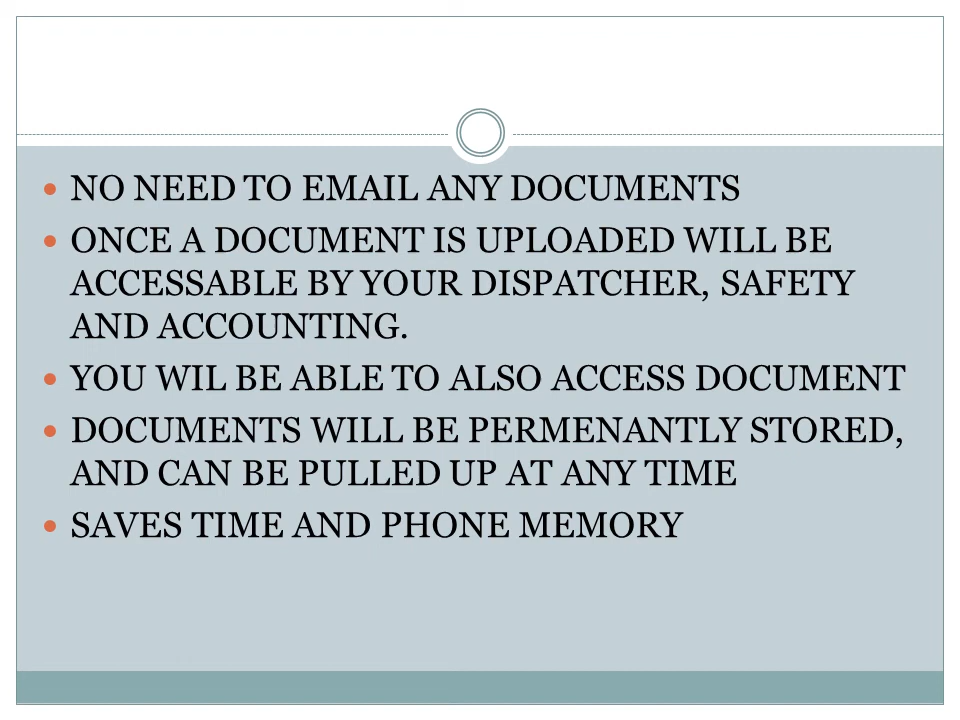 NO NEED TO EMAIL ANY DOCUMENTS
ONCE A DOCUMENT IS UPLOADED WILL BE
ACCESSABLE BY YOUR DISPATCHER, SAFETY
AND ACCOUNTING.
YOU WIL BE ABLE TO ALSO ACCESS DOCUMENT
DOCUMENTS WILL BE PERMENANTLY STORED,
AND CAN BE PULLED UP AT ANY TIME
SAVES TIME AND PHONE MEMORY